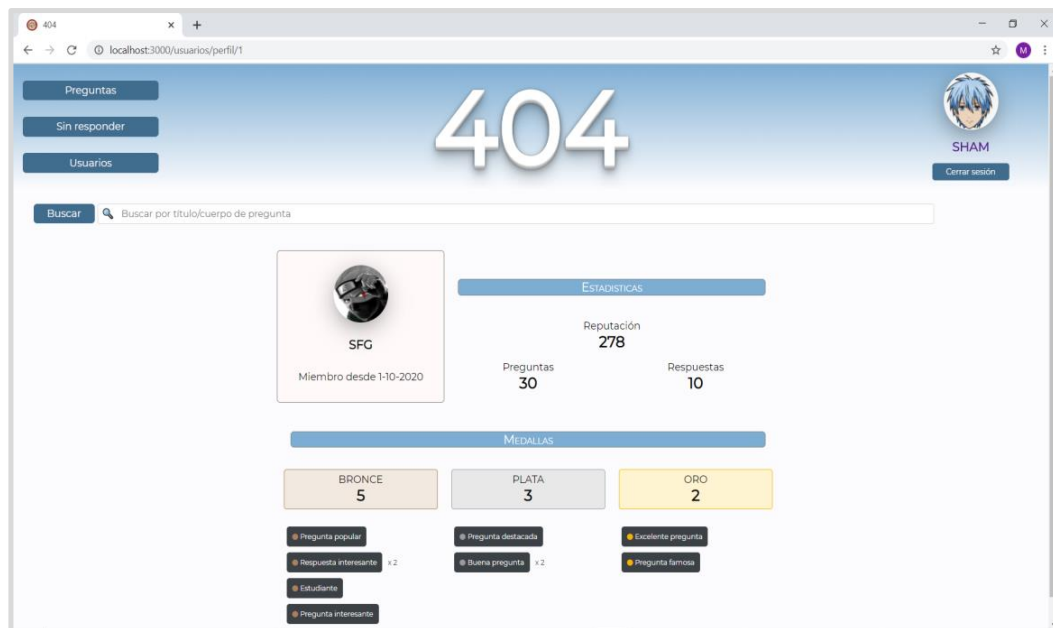 404
localhost:3000/usuarios/perfil/1
M
Preguntas
Sin responder
Usuarios
404
SHAM
Cerrar sesión
Buscar
Buscar por título/cuerpo de pregunta
SFG
Miembro desde 1-10-2020
Estadisticas
Reputación
278
Preguntas
30
Respuestas
10
Medallas
BRONCE
5
PLATA
3
ORO
2
Pregunta popular
Respuesta interesante x 2
Estudiante
Pregunta interesante
Pregunta destacada
Buena pregunta x 2
Excelente pregunta
Pregunta famosa